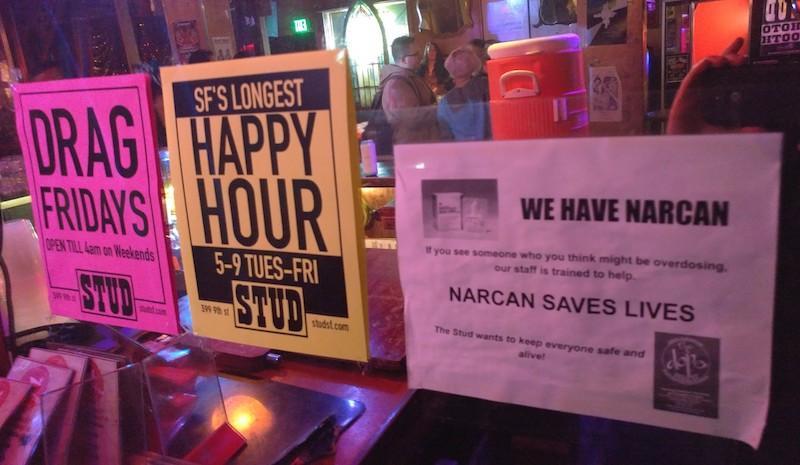 DRAG
FRIDAYS
OPEN TILL 4am on Weekends
STUD
399 9th st
studsf.com
SF'S LONGEST
HAPPY
HOUR
5-9 TUES-FRI
STUD
399 9th st
studsf.com
WE HAVE NARCAN
If you see someone who you think might be overdosing,
our staff is trained to help.
NARCAN SAVES LIVES
The Stud wants to keep everyone safe and
alive!